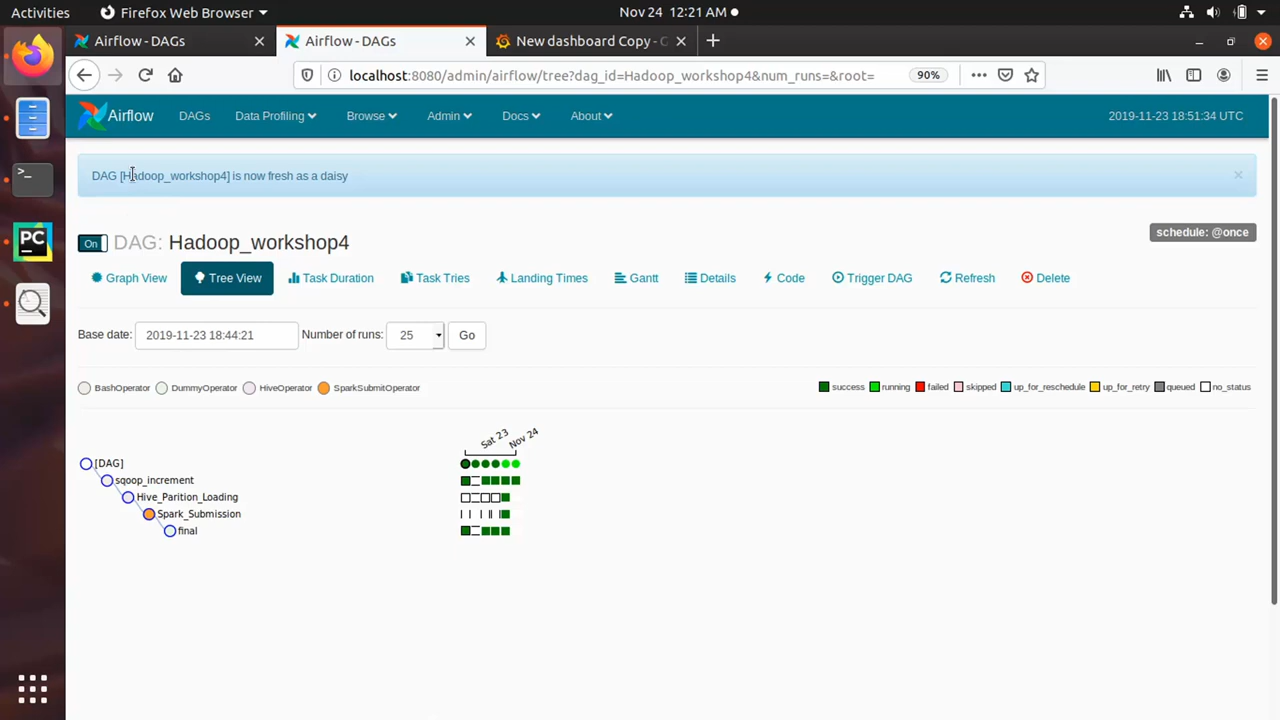 Activities Firefox Web Browser Nov 24 12:21 AM
Airflow - DAGs Airflow - DAGs New dashboard Copy -
localhost:8080/admin/airflow/tree?dag_id=Hadoop_workshop4&num_runs=&root= 90%
Airflow DAGs Data Profiling Browse Admin Docs About 2019-11-23 18:51:34 UTC
DAG [Hadoop_workshop4] is now fresh as a daisy ×
schedule: @once
On DAG: Hadoop_workshop4
Graph View Tree View Task Duration Task Tries Landing Times Gantt Details Code Trigger DAG Refresh Delete
Base date: 2019-11-23 18:44:21 Number of runs: 25 Go
BashOperator DummyOperator HiveOperator SparkSubmitOperator success running failed skipped up_for_reschedule up_for_retry queued no_status
Sat 23 Nov 24
[DAG]
sqoop_increment
Hive_Parition_Loading
Spark_Submission
final